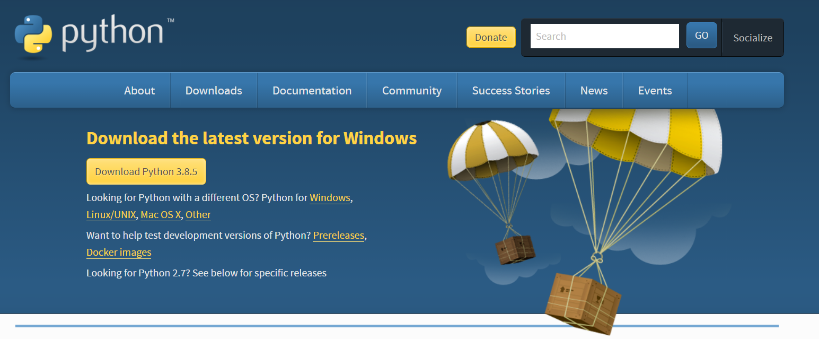 python™
Donate
Search
GO
Socialize
About
Downloads
Documentation
Community
Success Stories
News
Events
Download the latest version for Windows
Download Python 3.8.5
Looking for Python with a different OS? Python for Windows,
Linux/UNIX, Mac OS X, Other
Want to help test development versions of Python? Prereleases,
Docker images
Looking for Python 2.7? See below for specific releases